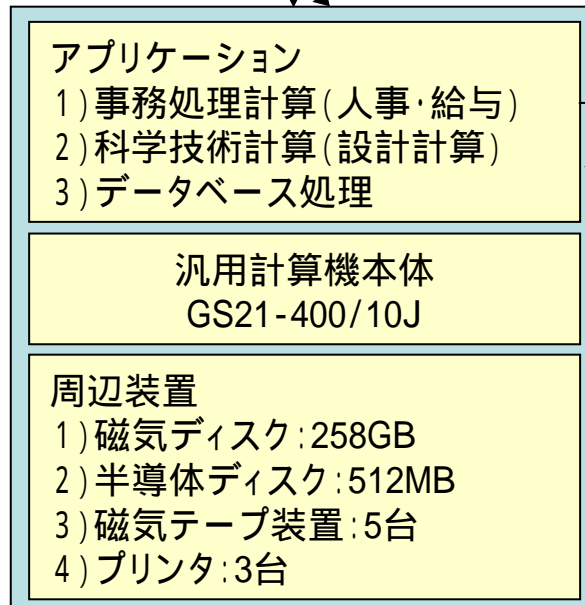 アプリケーション
1)事務処理計算(人事･給与)
2)科学技術計算(設計計算)
3)データベース処理
汎用計算機本体
GS21-400/10J
周辺装置
1)磁気ディスク:258GB
2)半導体ディスク:512MB
3)磁気テープ装置:5台
4)プリンタ:3台